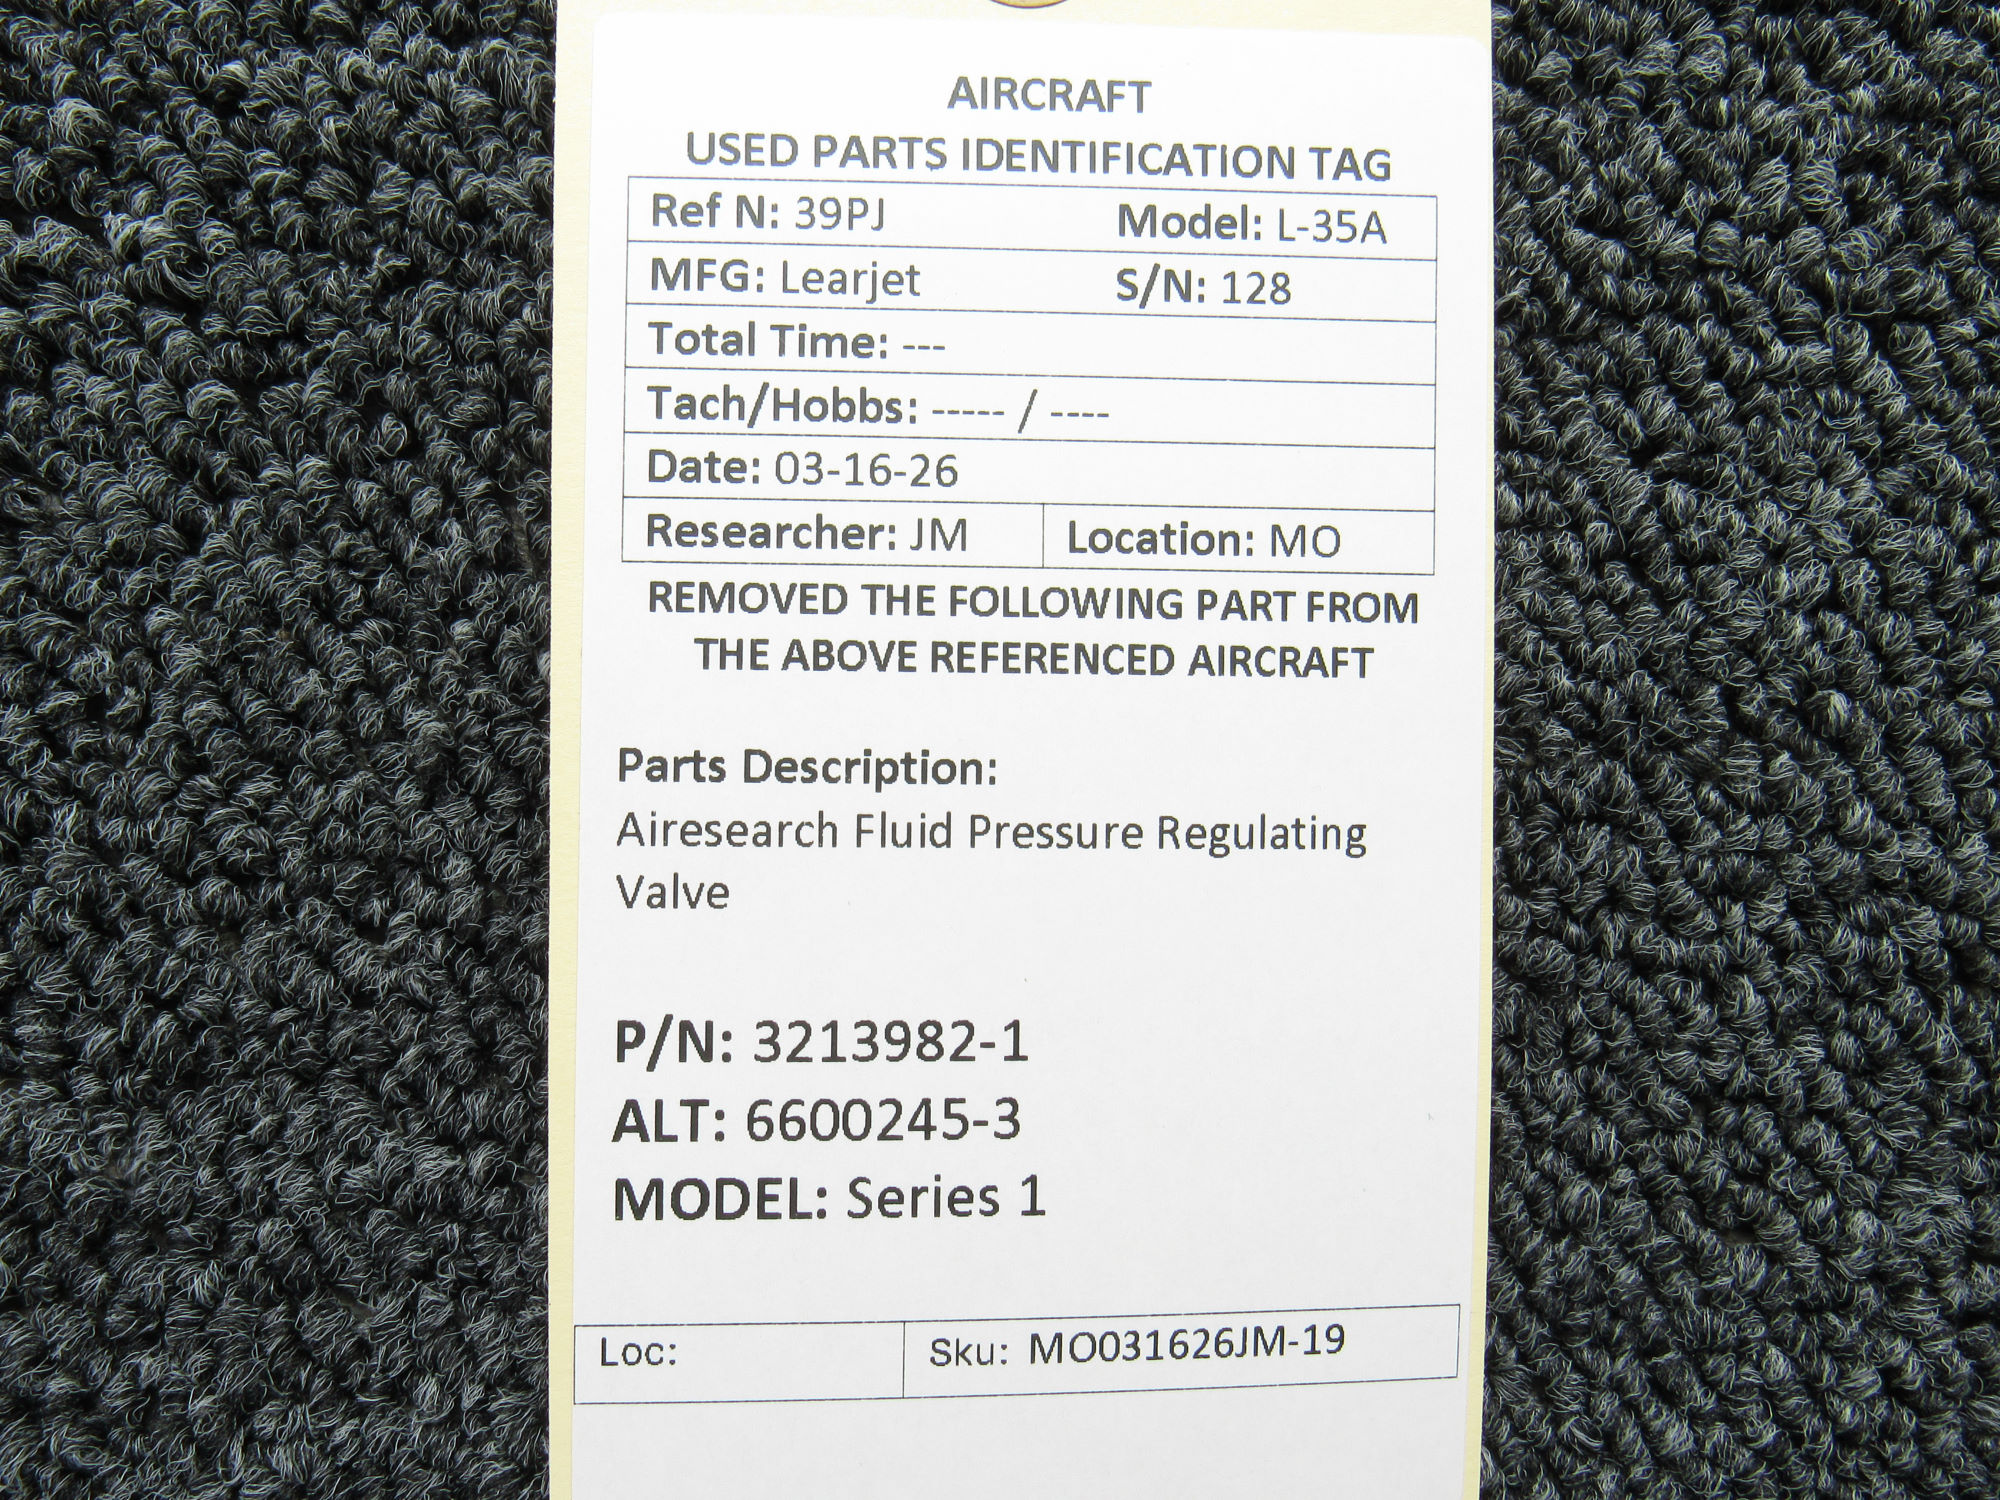 AIRCRAFT
USED PARTS IDENTIFICATION TAG
Ref N: 39PJ Model: L-35A
MFG: Learjet S/N: 128
Total Time: ---
Tach/Hobbs: ----- / ----
Date: 03-16-26
Researcher: JM Location: MO
REMOVED THE FOLLOWING PART FROM
THE ABOVE REFERENCED AIRCRAFT
Parts Description:
Airesearch Fluid Pressure Regulating
Valve
P/N: 3213982-1
ALT: 6600245-3
MODEL: Series 1
Loc: Sku: MO031626JM-19